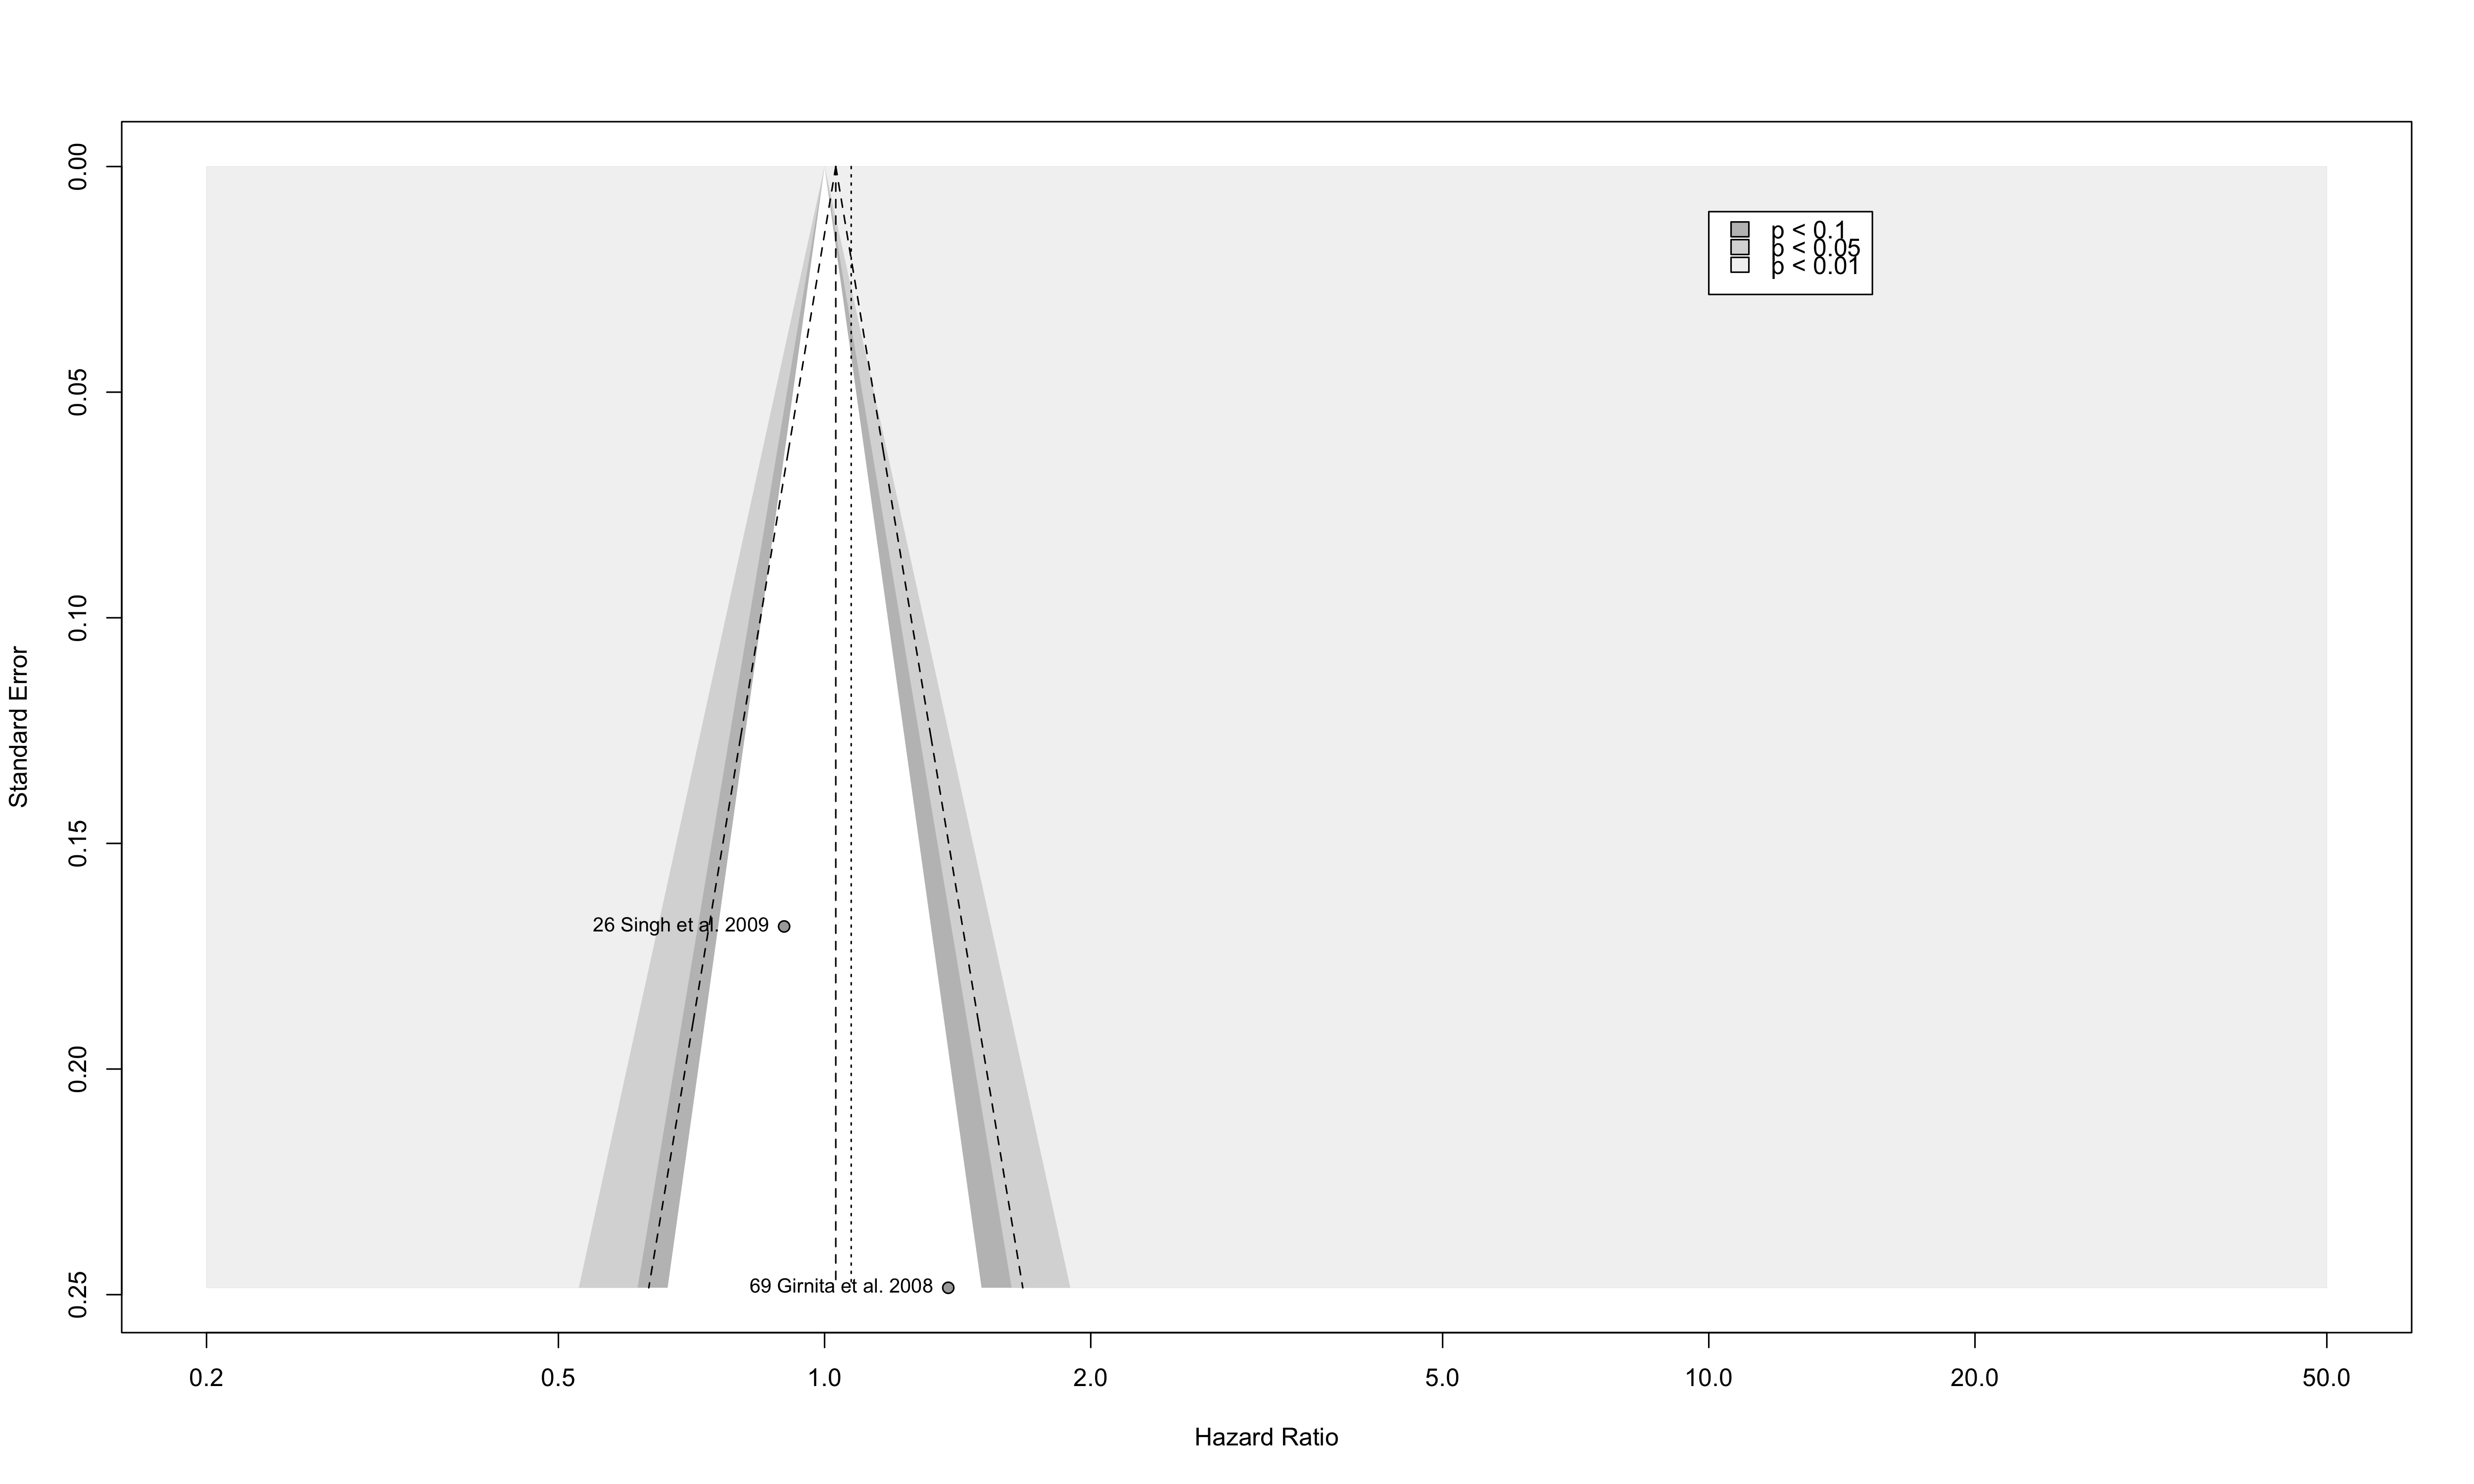 0.00
p < 0.1
p < 0.05
p < 0.01
0.05
0.10
Standard Error
0.15
26 Singh et al. 2009
0.20
0.25
69 Girnita et al. 2008
0.2 0.5 1.0 2.0 5.0 10.0 20.0 50.0
Hazard Ratio